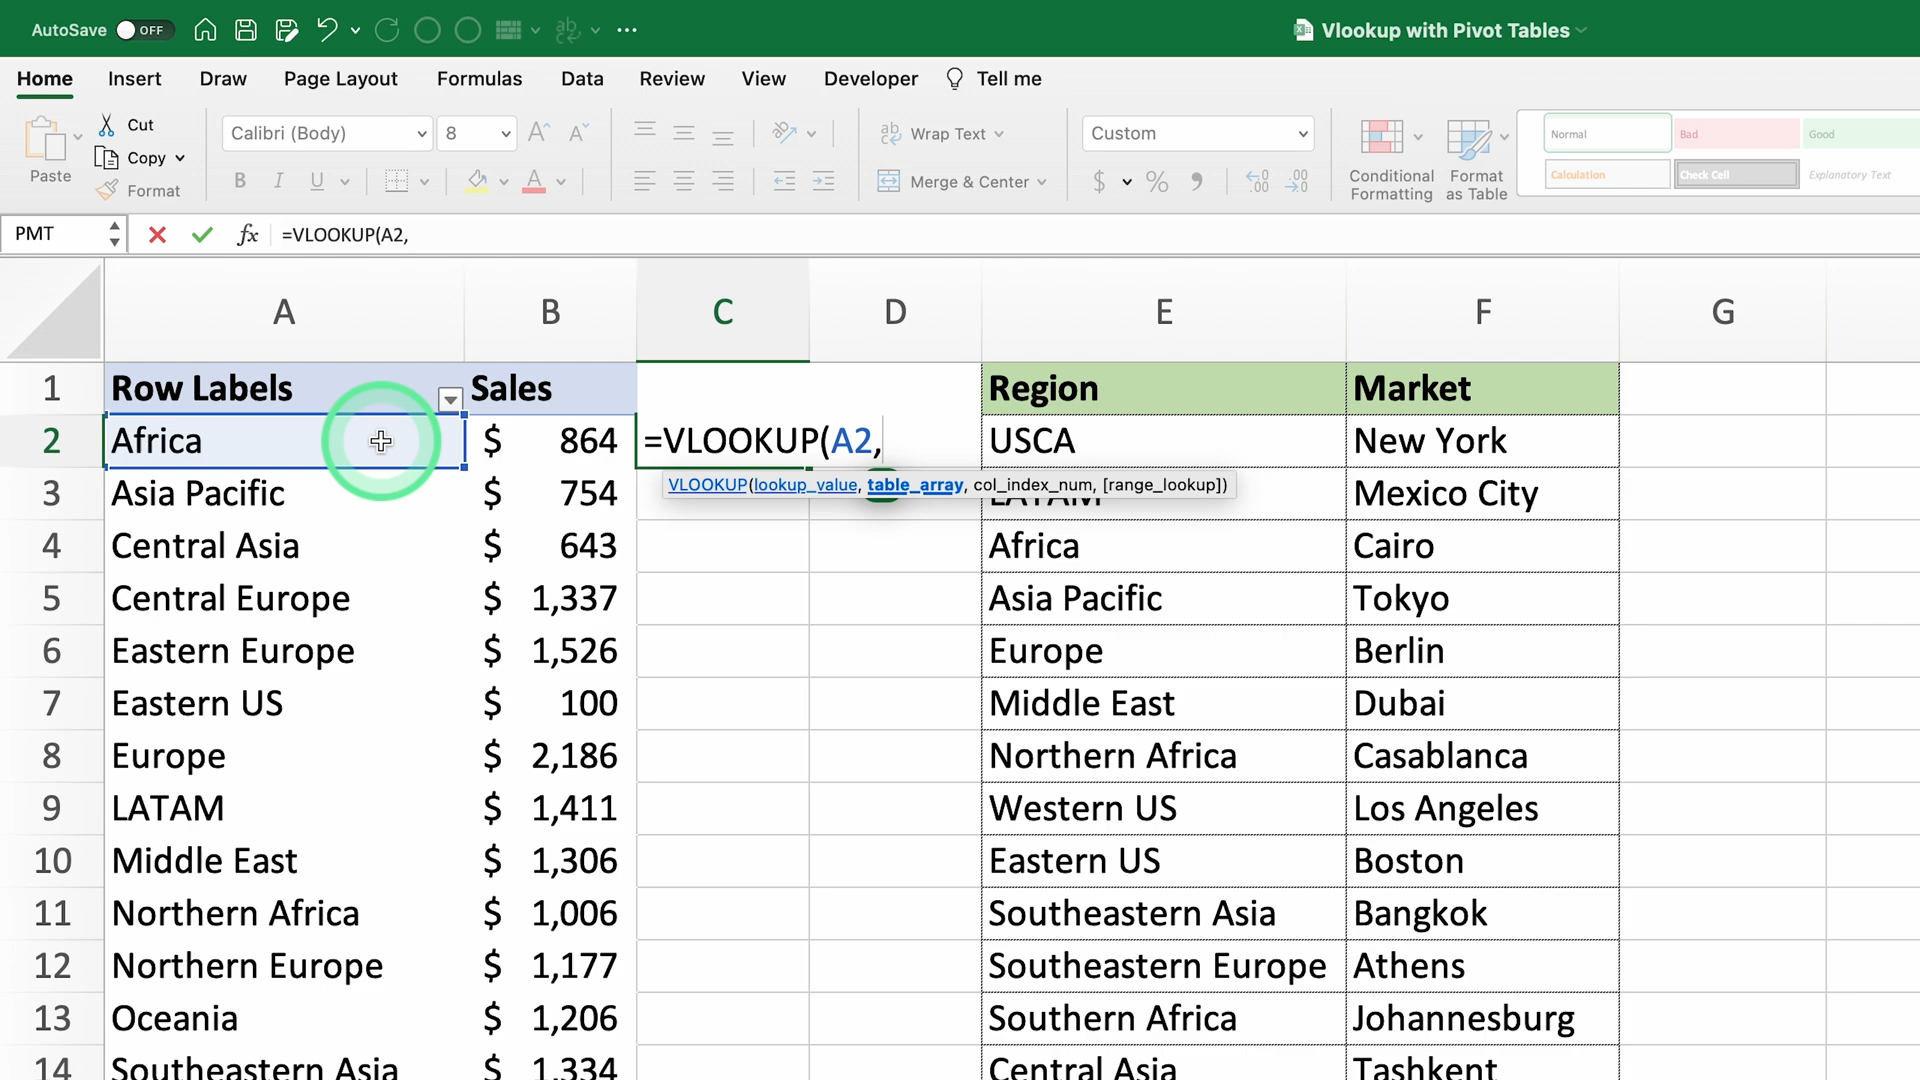 AutoSave OFF Vlookup with Pivot Tables
Home Insert Draw Page Layout Formulas Data Review View Developer Tell me
Paste Cut Copy Format
Calibri (Body) 8
B I U
Wrap Text
Merge & Center
Custom
Conditional Formatting
Format as Table
Normal Bad Good
Calculation Check Cell Explanatory Text
PMT fx =VLOOKUP(A2,
A B C D E F G
1 Row Labels Sales Region Market
2 Africa $ 864 =VLOOKUP(A2, USCA New York
VLOOKUP(lookup_value, table_array, col_index_num, [range_lookup])
3 Asia Pacific $ 754 LATAM Mexico City
4 Central Asia $ 643 Africa Cairo
5 Central Europe $ 1,337 Asia Pacific Tokyo
6 Eastern Europe $ 1,526 Europe Berlin
7 Eastern US $ 100 Middle East Dubai
8 Europe $ 2,186 Northern Africa Casablanca
9 LATAM $ 1,411 Western US Los Angeles
10 Middle East $ 1,306 Eastern US Boston
11 Northern Africa $ 1,006 Southeastern Asia Bangkok
12 Northern Europe $ 1,177 Southeastern Europe Athens
13 Oceania $ 1,206 Southern Africa Johannesburg
14 Southeastern Asia $ 1,334 Central Asia Tashkent